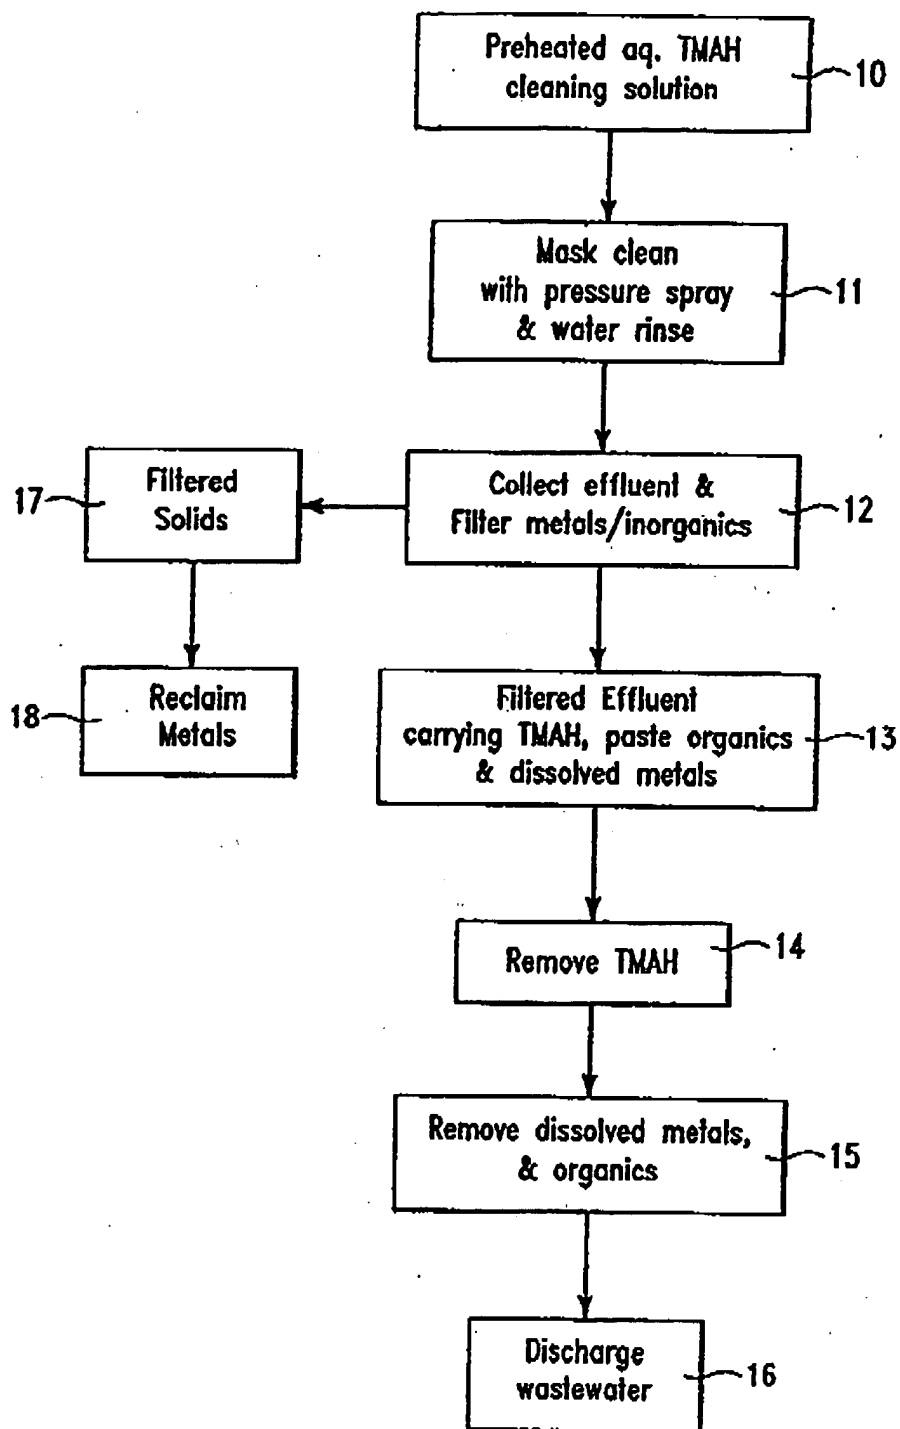 Preheated aq. TMAH
cleaning solution
10
Mask clean
with pressure spray
& water rinse
11
Collect effluent &
Filter metals/inorganics
12
Filtered
Solids
17
Reclaim
Metals
18
Filtered Effluent
carrying TMAH, paste organics
& dissolved metals
13
Remove TMAH
14
Remove dissolved metals,
& organics
15
Discharge
wastewater
16